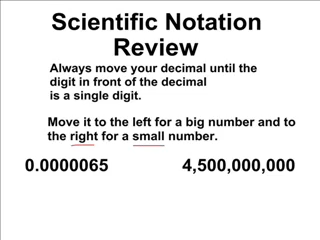 Scientific Notation
Review
Always move your decimal until the
digit in front of the decimal
is a single digit.
Move it to the left for a big number and to
the right for a small number.
0.0000065 4,500,000,000